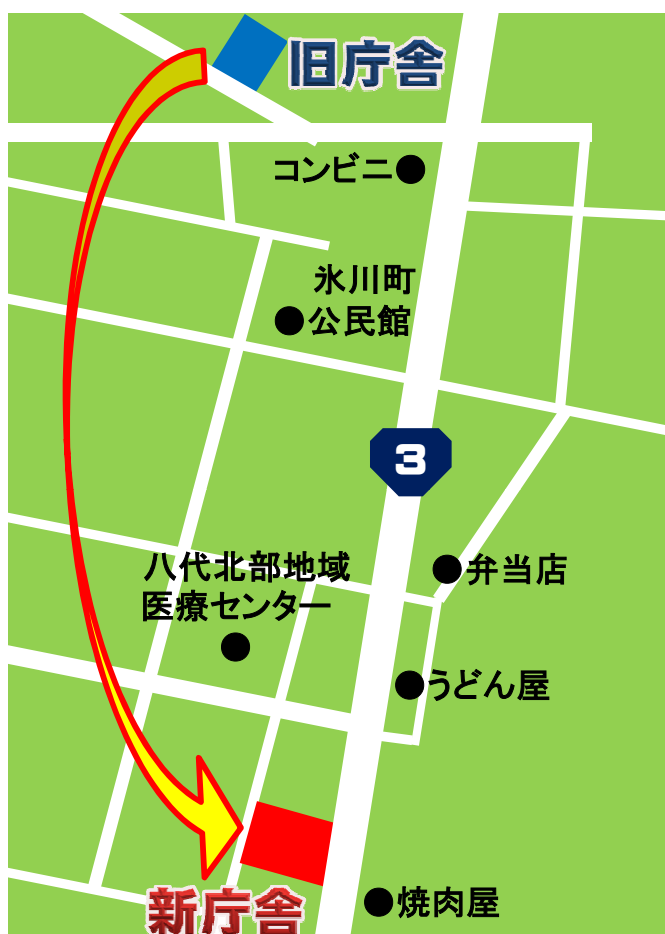 旧庁舎
コンビニ
氷川町
公民館
3
八代北部地域
医療センター
弁当店
うどん屋
新庁舎
焼肉屋